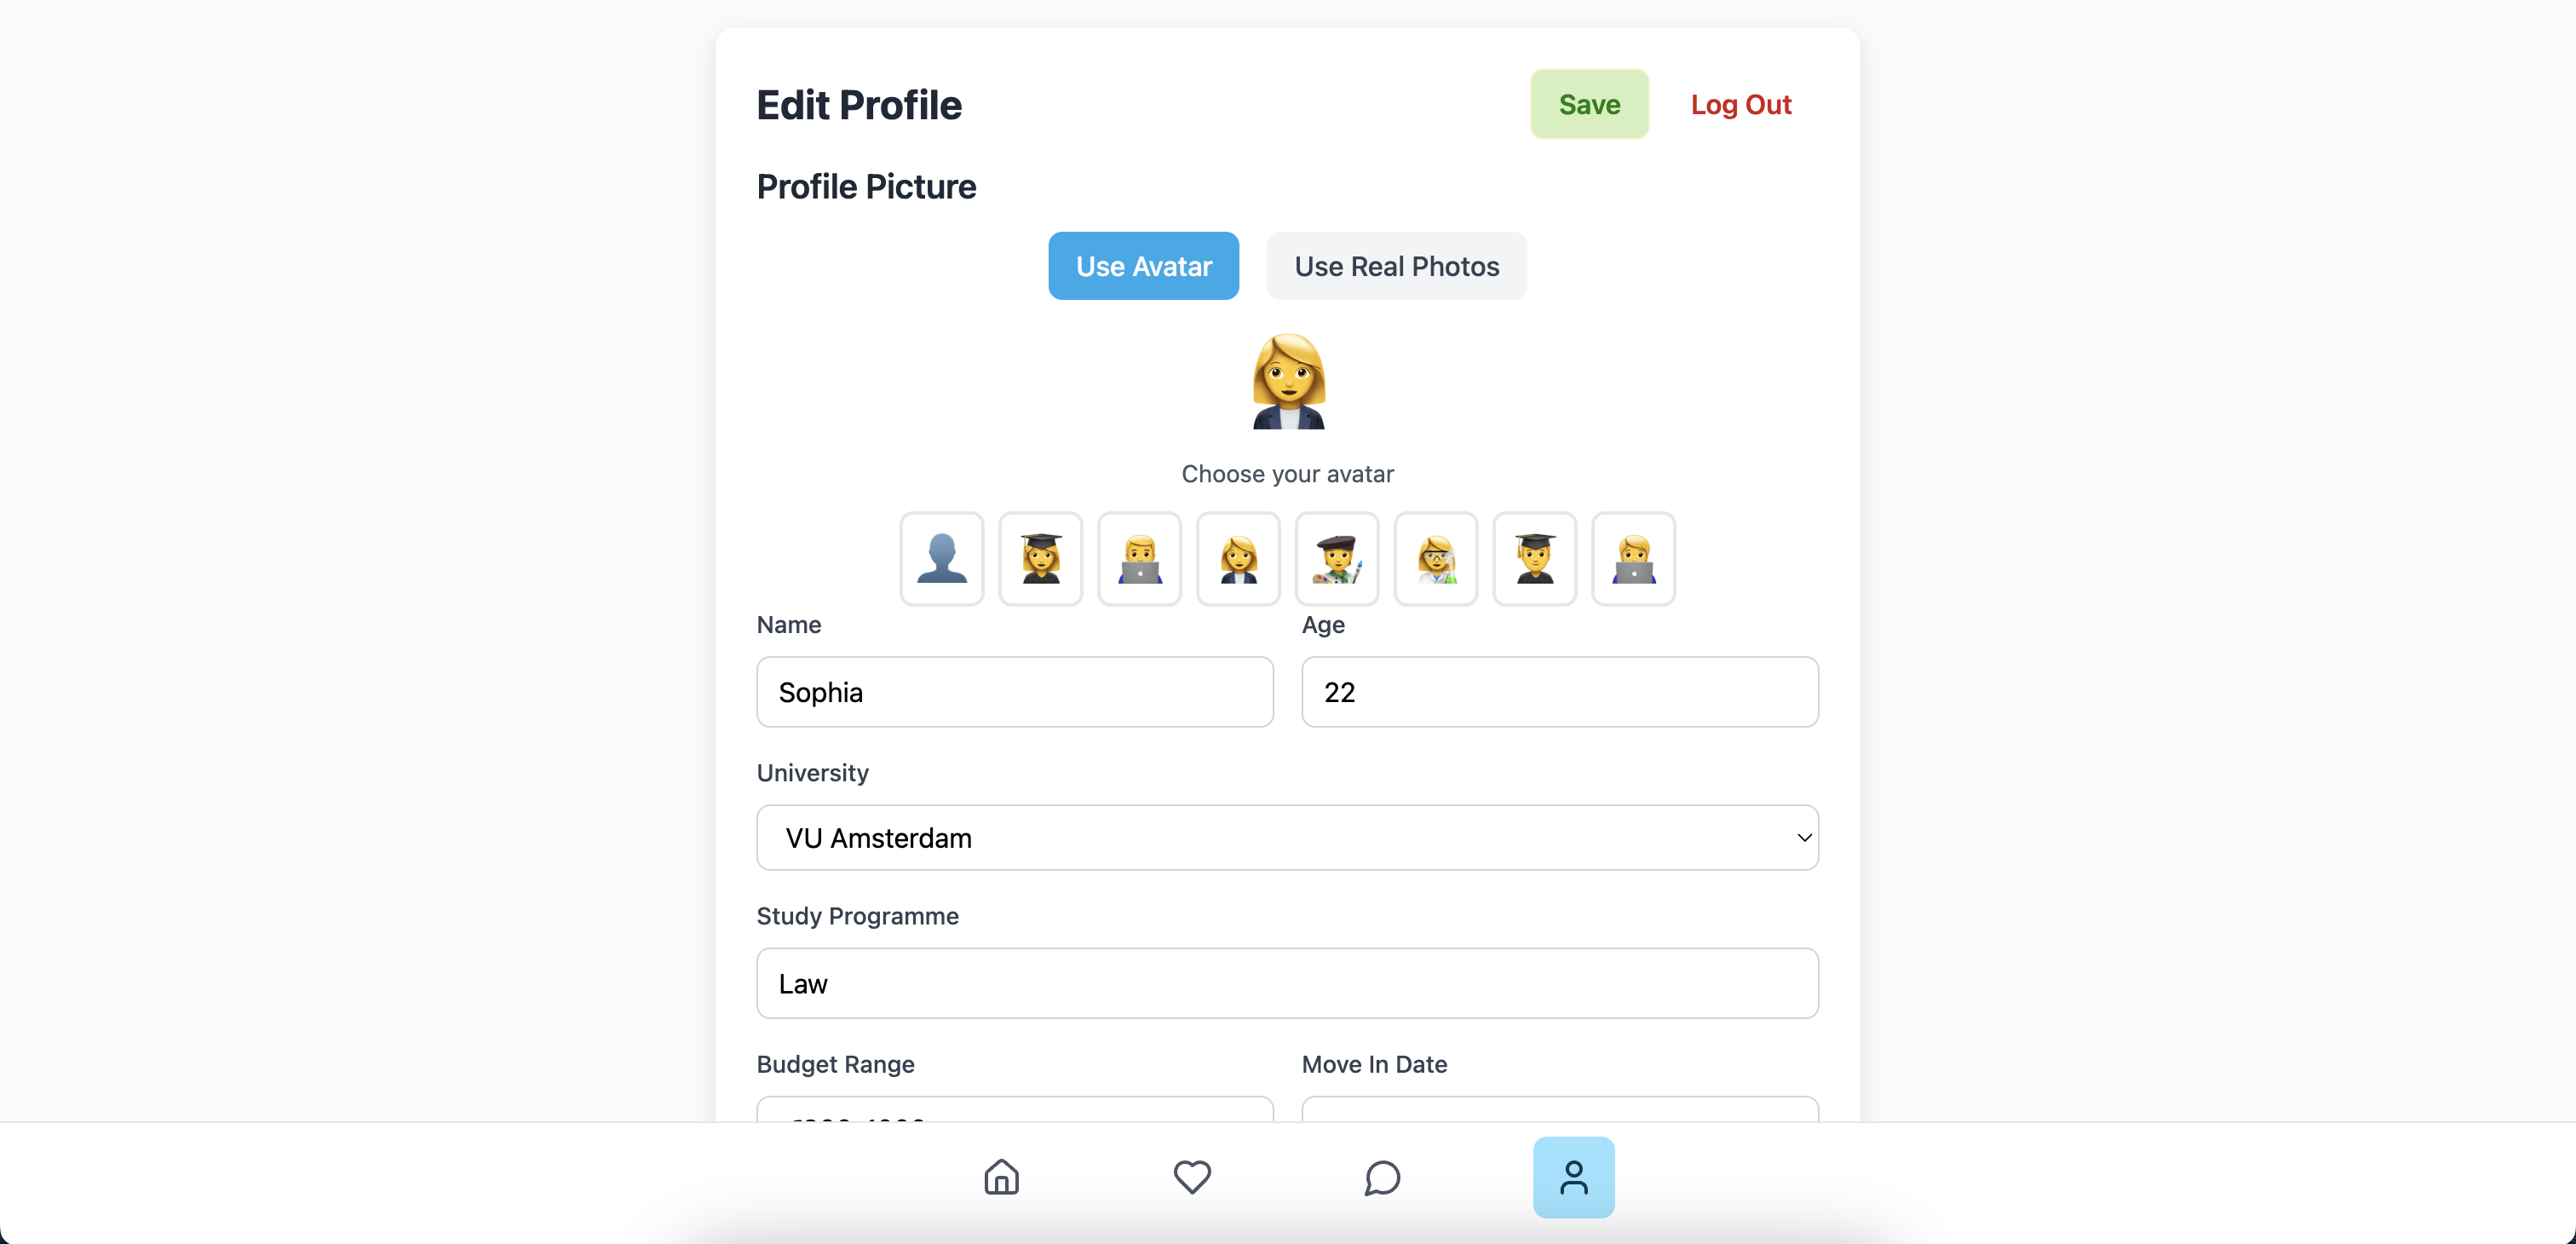 Edit Profile
Save
Log Out
Profile Picture
Use Avatar
Use Real Photos
Choose your avatar
Name
Age
Sophia
22
University
VU Amsterdam
Study Programme
Law
Budget Range
Move In Date